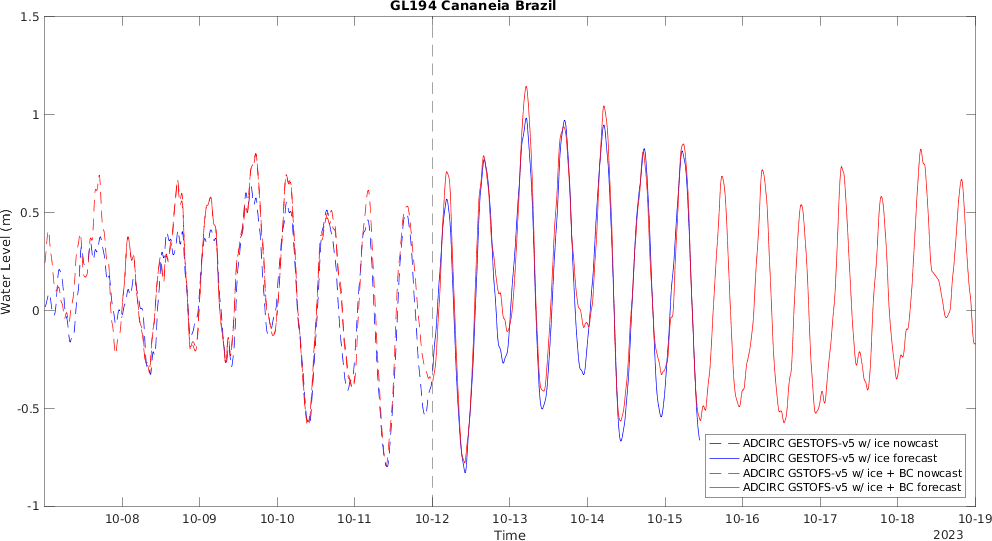 GL194 Cananeia Brazil
1.5
1
0.5
0
-0.5
-1
Water Level (m)
ADCIRC GESTOFS-v5 w/ ice nowcast
ADCIRC GESTOFS-v5 w/ ice forecast
ADCIRC GSTOFS-v5 w/ ice + BC nowcast
ADCIRC GSTOFS-v5 w/ ice + BC forecast
10-08 10-09 10-10 10-11 10-12 10-13 10-14 10-15 10-16 10-17 10-18 10-19
Time
2023